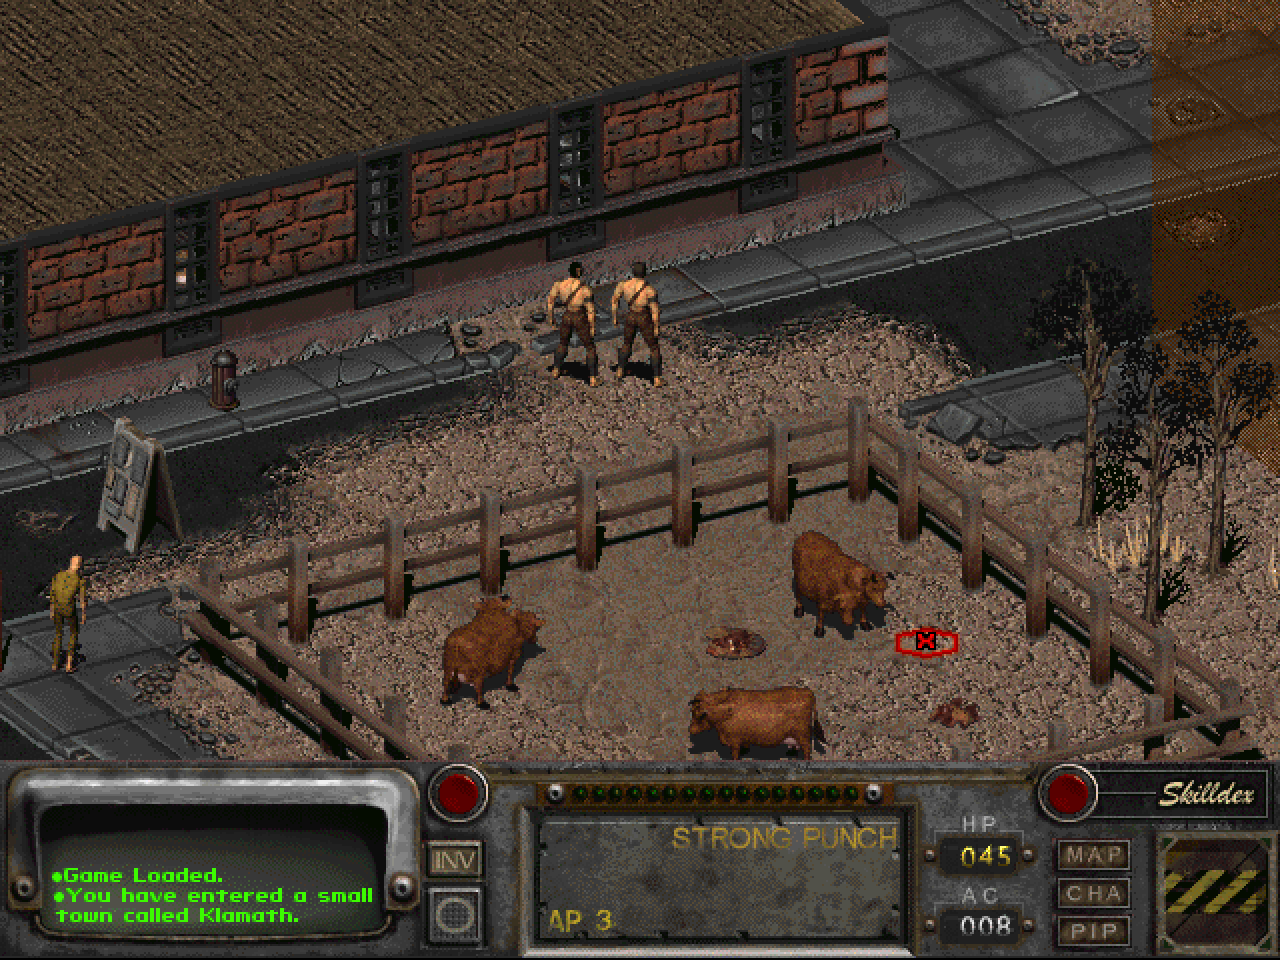 Skilldex
HP
STRONG PUNCH
045
INV
MAP
•Game Loaded.
•You have entered a small
town called Klamath.
AC
CHA
AP 3
008
PIP